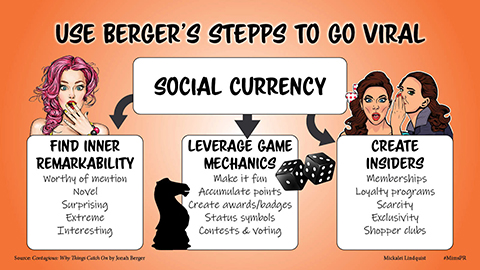 USE BERGER'S STEPPS TO GO VIRAL
SOCIAL CURRENCY
FIND INNER
REMARKABILITY
Worthy of mention
Novel
Surprising
Extreme
Interesting
LEVERAGE GAME
MECHANICS
Make it fun
Accumulate points
Create awards/badges
Status symbols
Contests & voting
CREATE
INSIDERS
Memberships
Loyalty programs
Scarcity
Exclusivity
Shopper clubs
Source: Contagious: Why Things Catch On by Jonah Berger
Mickalei Lindquist
#MinnePR